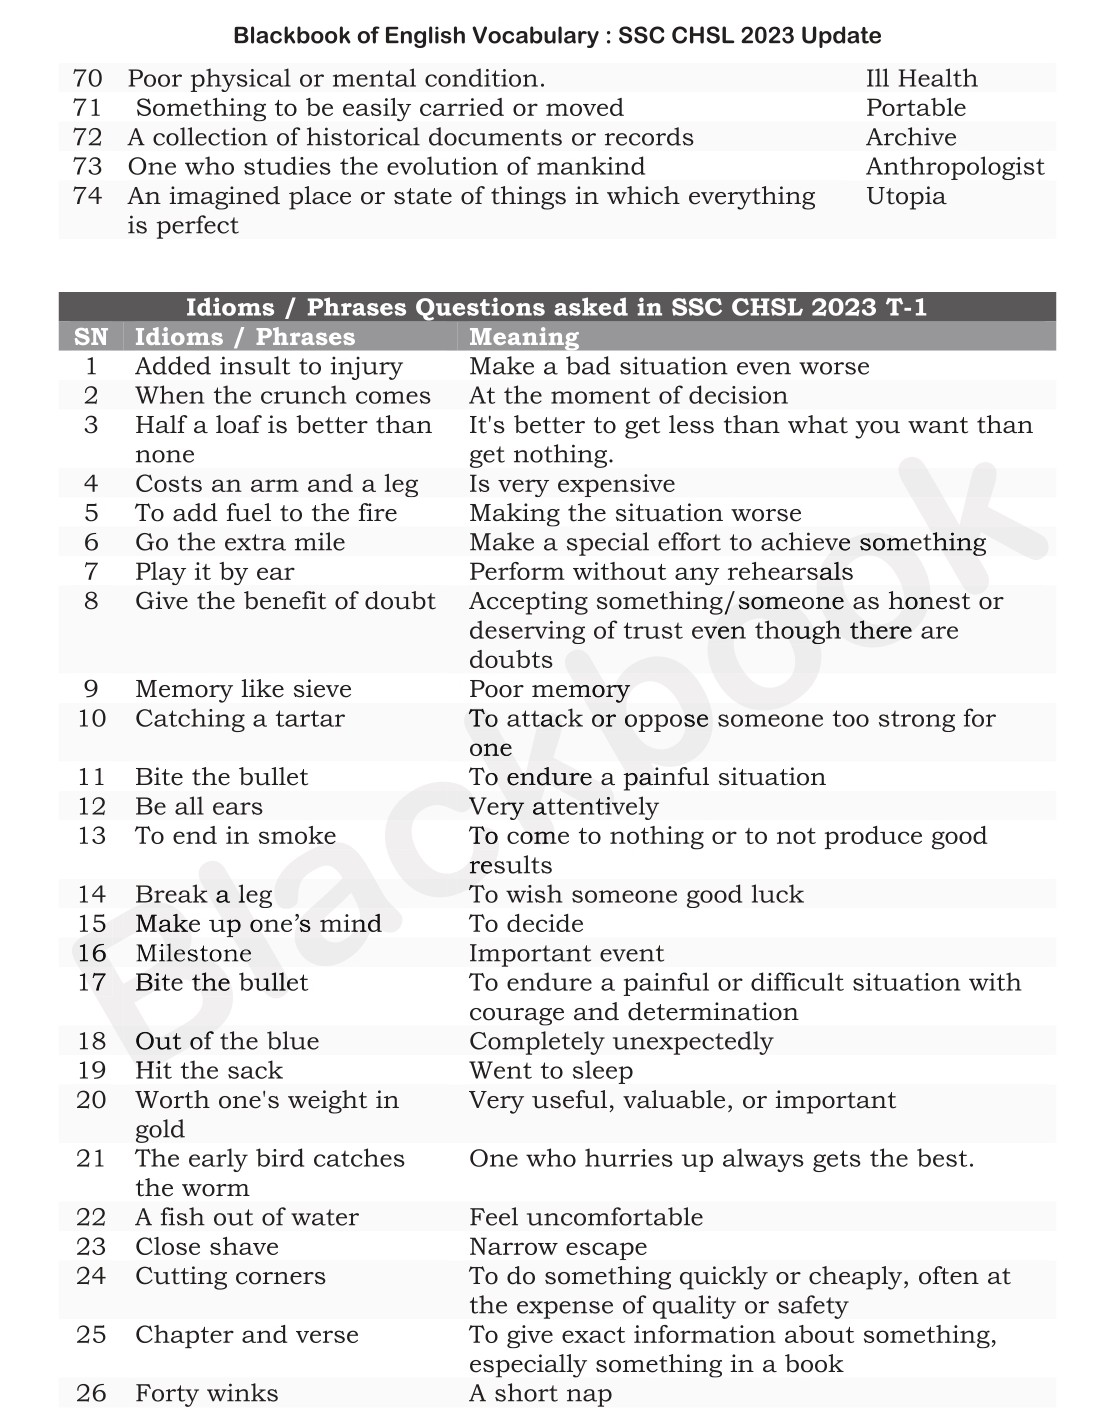 Blackbook of English Vocabulary : SSC CHSL 2023 Update
70 Poor physical or mental condition. Ill Health
71 Something to be easily carried or moved Portable
72 A collection of historical documents or records Archive
73 One who studies the evolution of mankind Anthropologist
74 An imagined place or state of things in which everything Utopia
is perfect
Idioms / Phrases Questions asked in SSC CHSL 2023 T-1
SN Idioms / Phrases Meaning
1 Added insult to injury Make a bad situation even worse
2 When the crunch comes At the moment of decision
3 Half a loaf is better than It's better to get less than what you want than
none get nothing.
4 Costs an arm and a leg Is very expensive
5 To add fuel to the fire Making the situation worse
6 Go the extra mile Make a special effort to achieve something
7 Play it by ear Perform without any rehearsals
8 Give the benefit of doubt Accepting something/someone as honest or
deserving of trust even though there are
doubts
9 Memory like sieve Poor memory
10 Catching a tartar To attack or oppose someone too strong for
one
11 Bite the bullet To endure a painful situation
12 Be all ears Very attentively
13 To end in smoke To come to nothing or to not produce good
results
14 Break a leg To wish someone good luck
15 Make up one’s mind To decide
16 Milestone Important event
17 Bite the bullet To endure a painful or difficult situation with
courage and determination
18 Out of the blue Completely unexpectedly
19 Hit the sack Went to sleep
20 Worth one's weight in Very useful, valuable, or important
gold
21 The early bird catches One who hurries up always gets the best.
the worm
22 A fish out of water Feel uncomfortable
23 Close shave Narrow escape
24 Cutting corners To do something quickly or cheaply, often at
the expense of quality or safety
25 Chapter and verse To give exact information about something,
especially something in a book
26 Forty winks A short nap
Blackbook